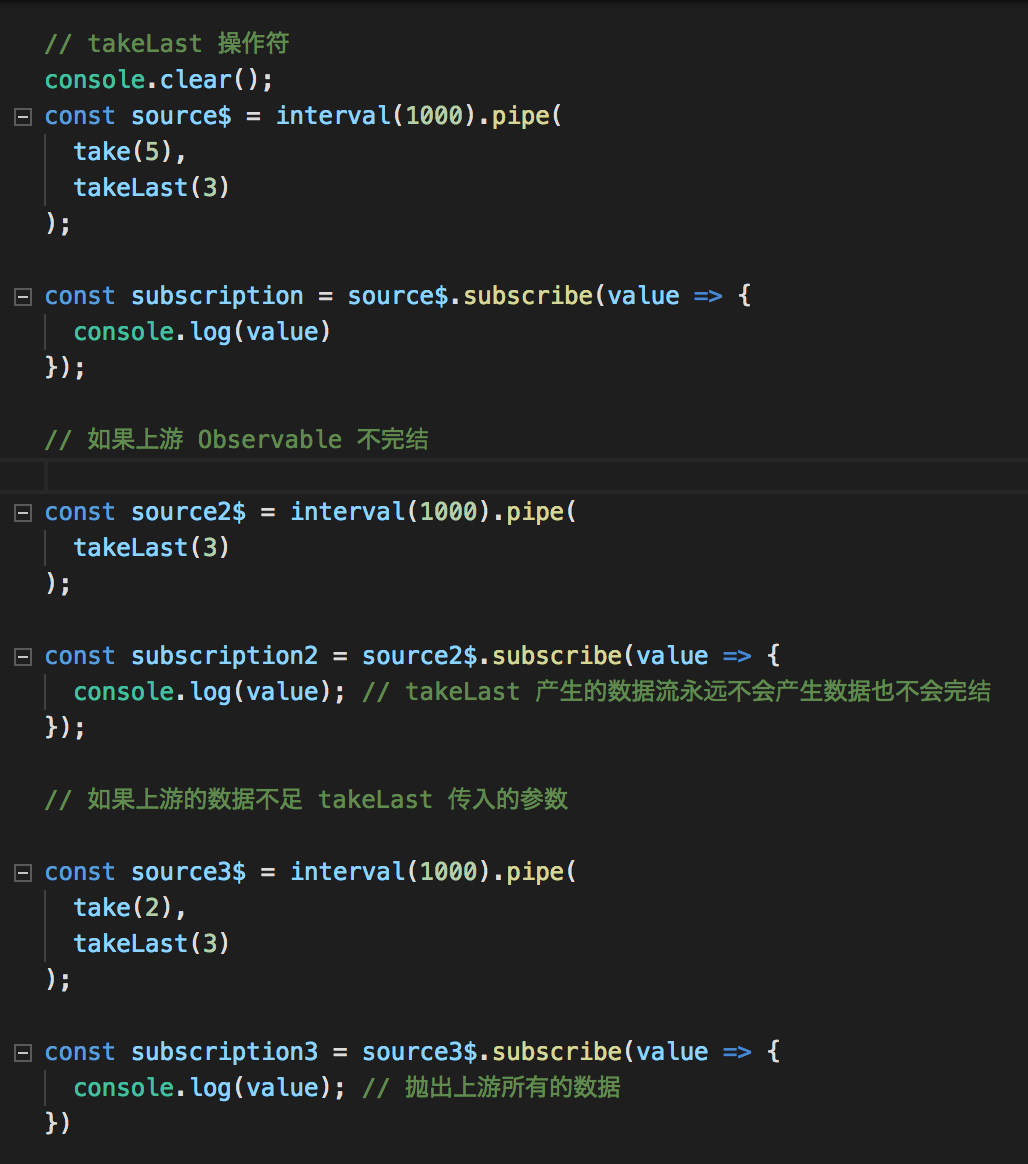 // takeLast 操作符
console.clear();
const source$ = interval(1000).pipe(
  take(5),
  takeLast(3)
);
const subscription = source$.subscribe(value => {
  console.log(value)
});
// 如果上游 Observable 不完结
const source2$ = interval(1000).pipe(
  takeLast(3)
);
const subscription2 = source2$.subscribe(value => {
  console.log(value); // takeLast 产生的数据流永远不会产生数据也不会完结
});
// 如果上游的数据不足 takeLast 传入的参数
const source3$ = interval(1000).pipe(
  take(2),
  takeLast(3)
);
const subscription3 = source3$.subscribe(value => {
  console.log(value); // 抛出上游所有的数据
})